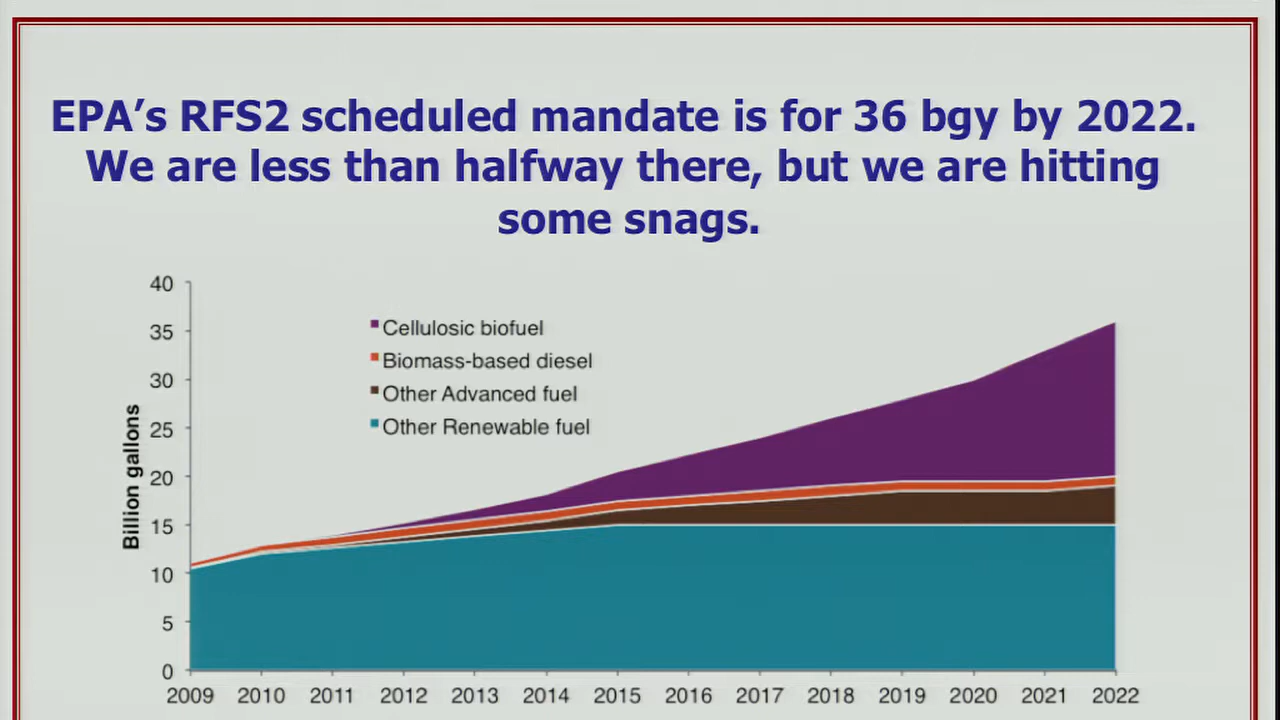 EPA’s RFS2 scheduled mandate is for 36 bgy by 2022.
We are less than halfway there, but we are hitting
some snags.
40
35
30
25
20
15
10
5
0
Billion gallons
Cellulosic biofuel
Biomass-based diesel
Other Advanced fuel
Other Renewable fuel
2009 2010 2011 2012 2013 2014 2015 2016 2017 2018 2019 2020 2021 2022